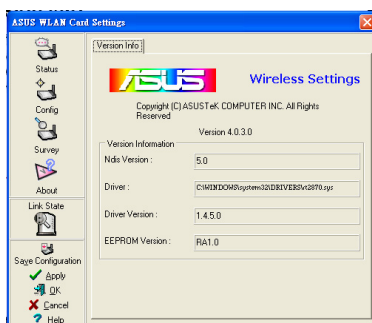 ASUS WLAN Card Settings
Status
Config
Survey
About
Link State
Save Configuration
Apply
OK
Cancel
Help
Version Info
ASUS
Wireless Settings
Copyright (C) ASUSTeK COMPUTER INC. All Rights
Reserved
Version 4.0.3.0
Version Information
Ndis Version : 5.0
Driver : C:\WINDOWS\system32\DRIVERS\rt2870.sys
Driver Version : 1.4.5.0
EEPROM Version : RA1.0